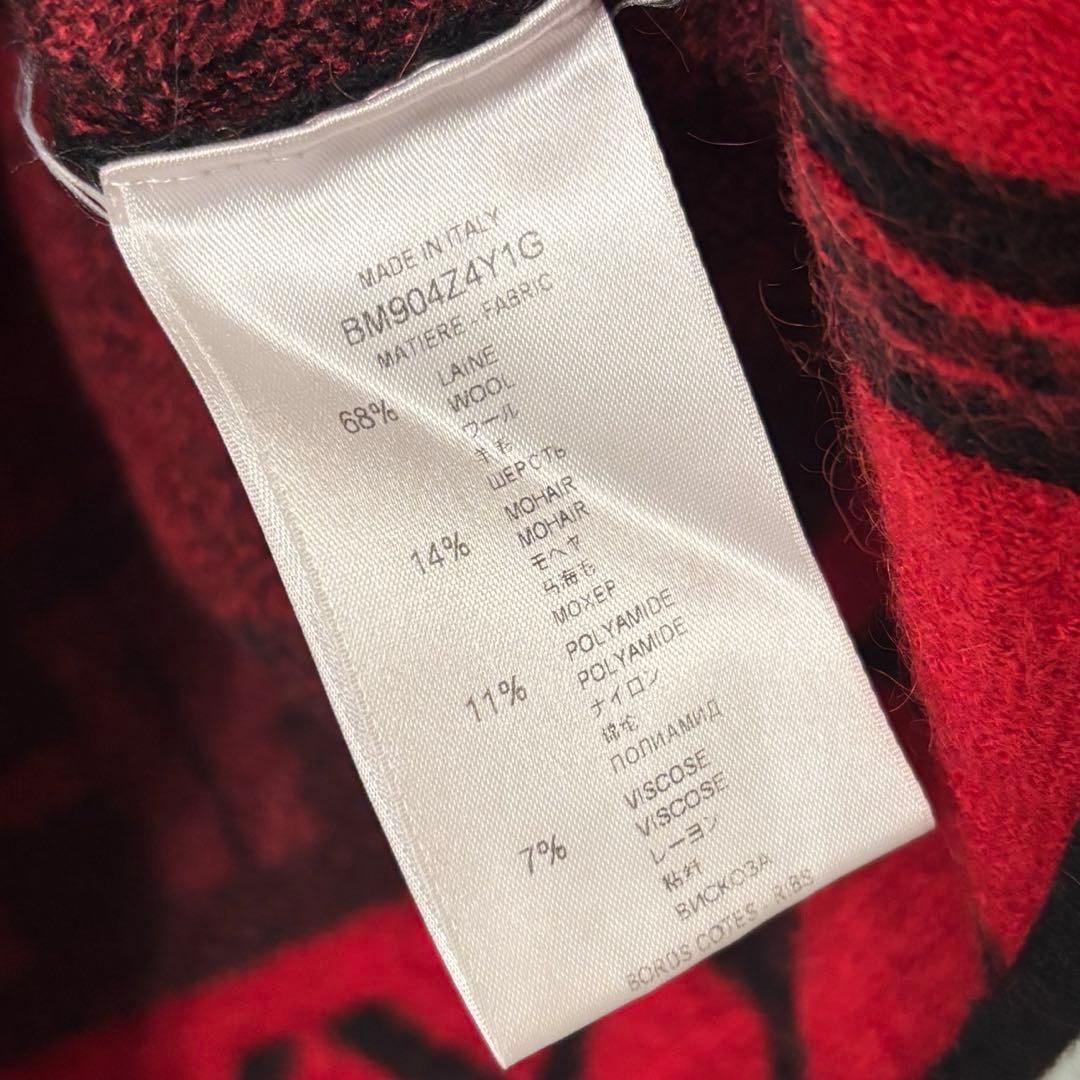 MADE IN ITALY
BM904Z4Y1G
MATIERE - FABRIC
LAINE
68% WOOL
ウール
羊毛
ШЕРСТЬ
MOHAIR
14% MOHAIR
モヘヤ
马海毛
МОХЕР
POLYAMIDE
11% POLYAMIDE
ナイロン
锦纶
ПОЛИАМИД
VISCOSE
7% VISCOSE
レーヨン
粘纤
ВИСКОЗА
BORDS COTES - RIBS